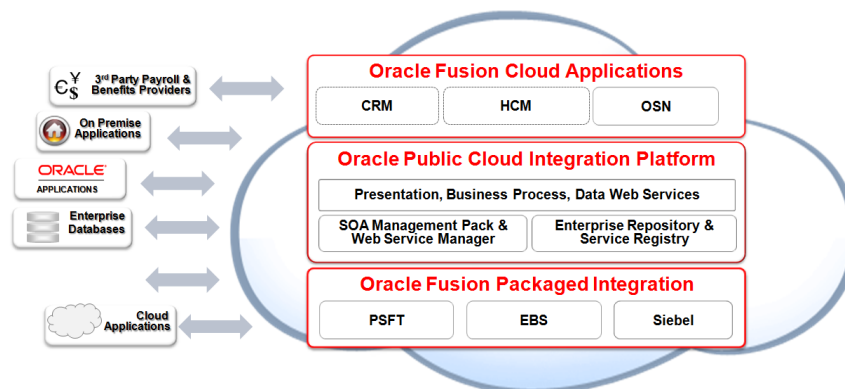 Oracle Fusion Cloud Applications
CRM
HCM
OSN
Oracle Public Cloud Integration Platform
Presentation, Business Process, Data Web Services
SOA Management Pack &
Web Service Manager
Enterprise Repository &
Service Registry
Oracle Fusion Packaged Integration
PSFT
EBS
Siebel
€ ¥ $
3rd Party Payroll &
Benefits Providers
On Premise
Applications
ORACLE
APPLICATIONS
Enterprise
Databases
Cloud
Applications